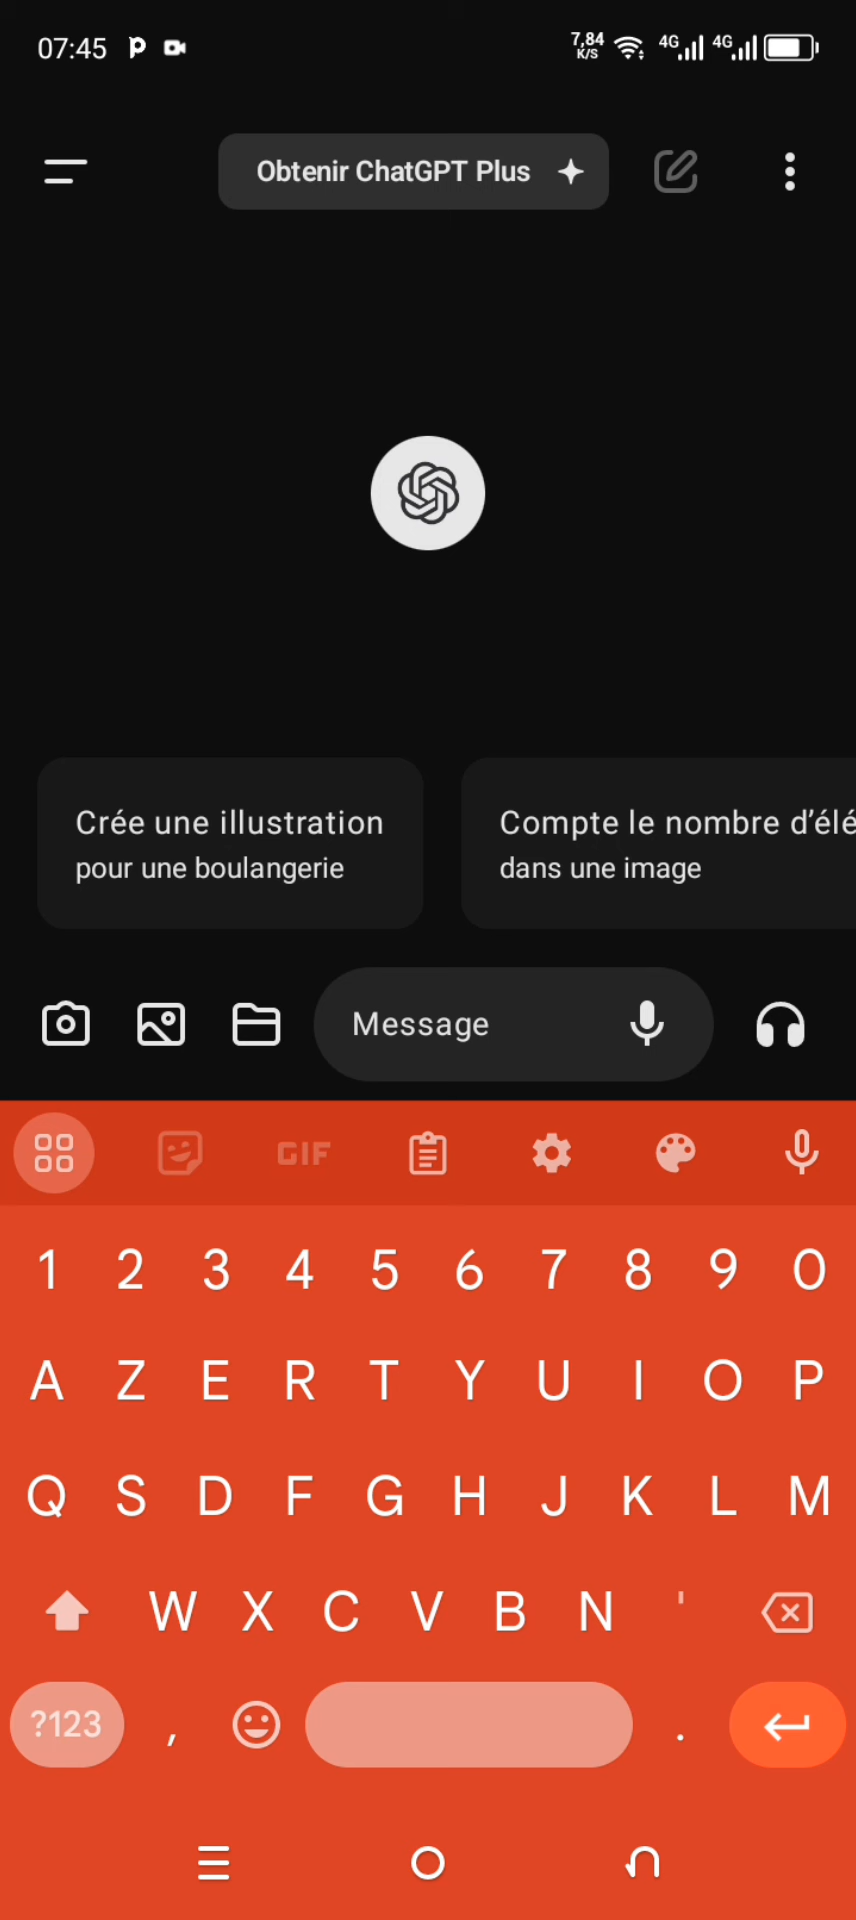 07:45
7,84
K/S
4G
4G
Obtenir ChatGPT Plus
Crée une illustration
pour une boulangerie
Compte le nombre d'élé
dans une image
Message
GIF
1 2 3 4 5 6 7 8 9 0
A Z E R T Y U I O P
Q S D F G H J K L M
W X C V B N '
?123 , .